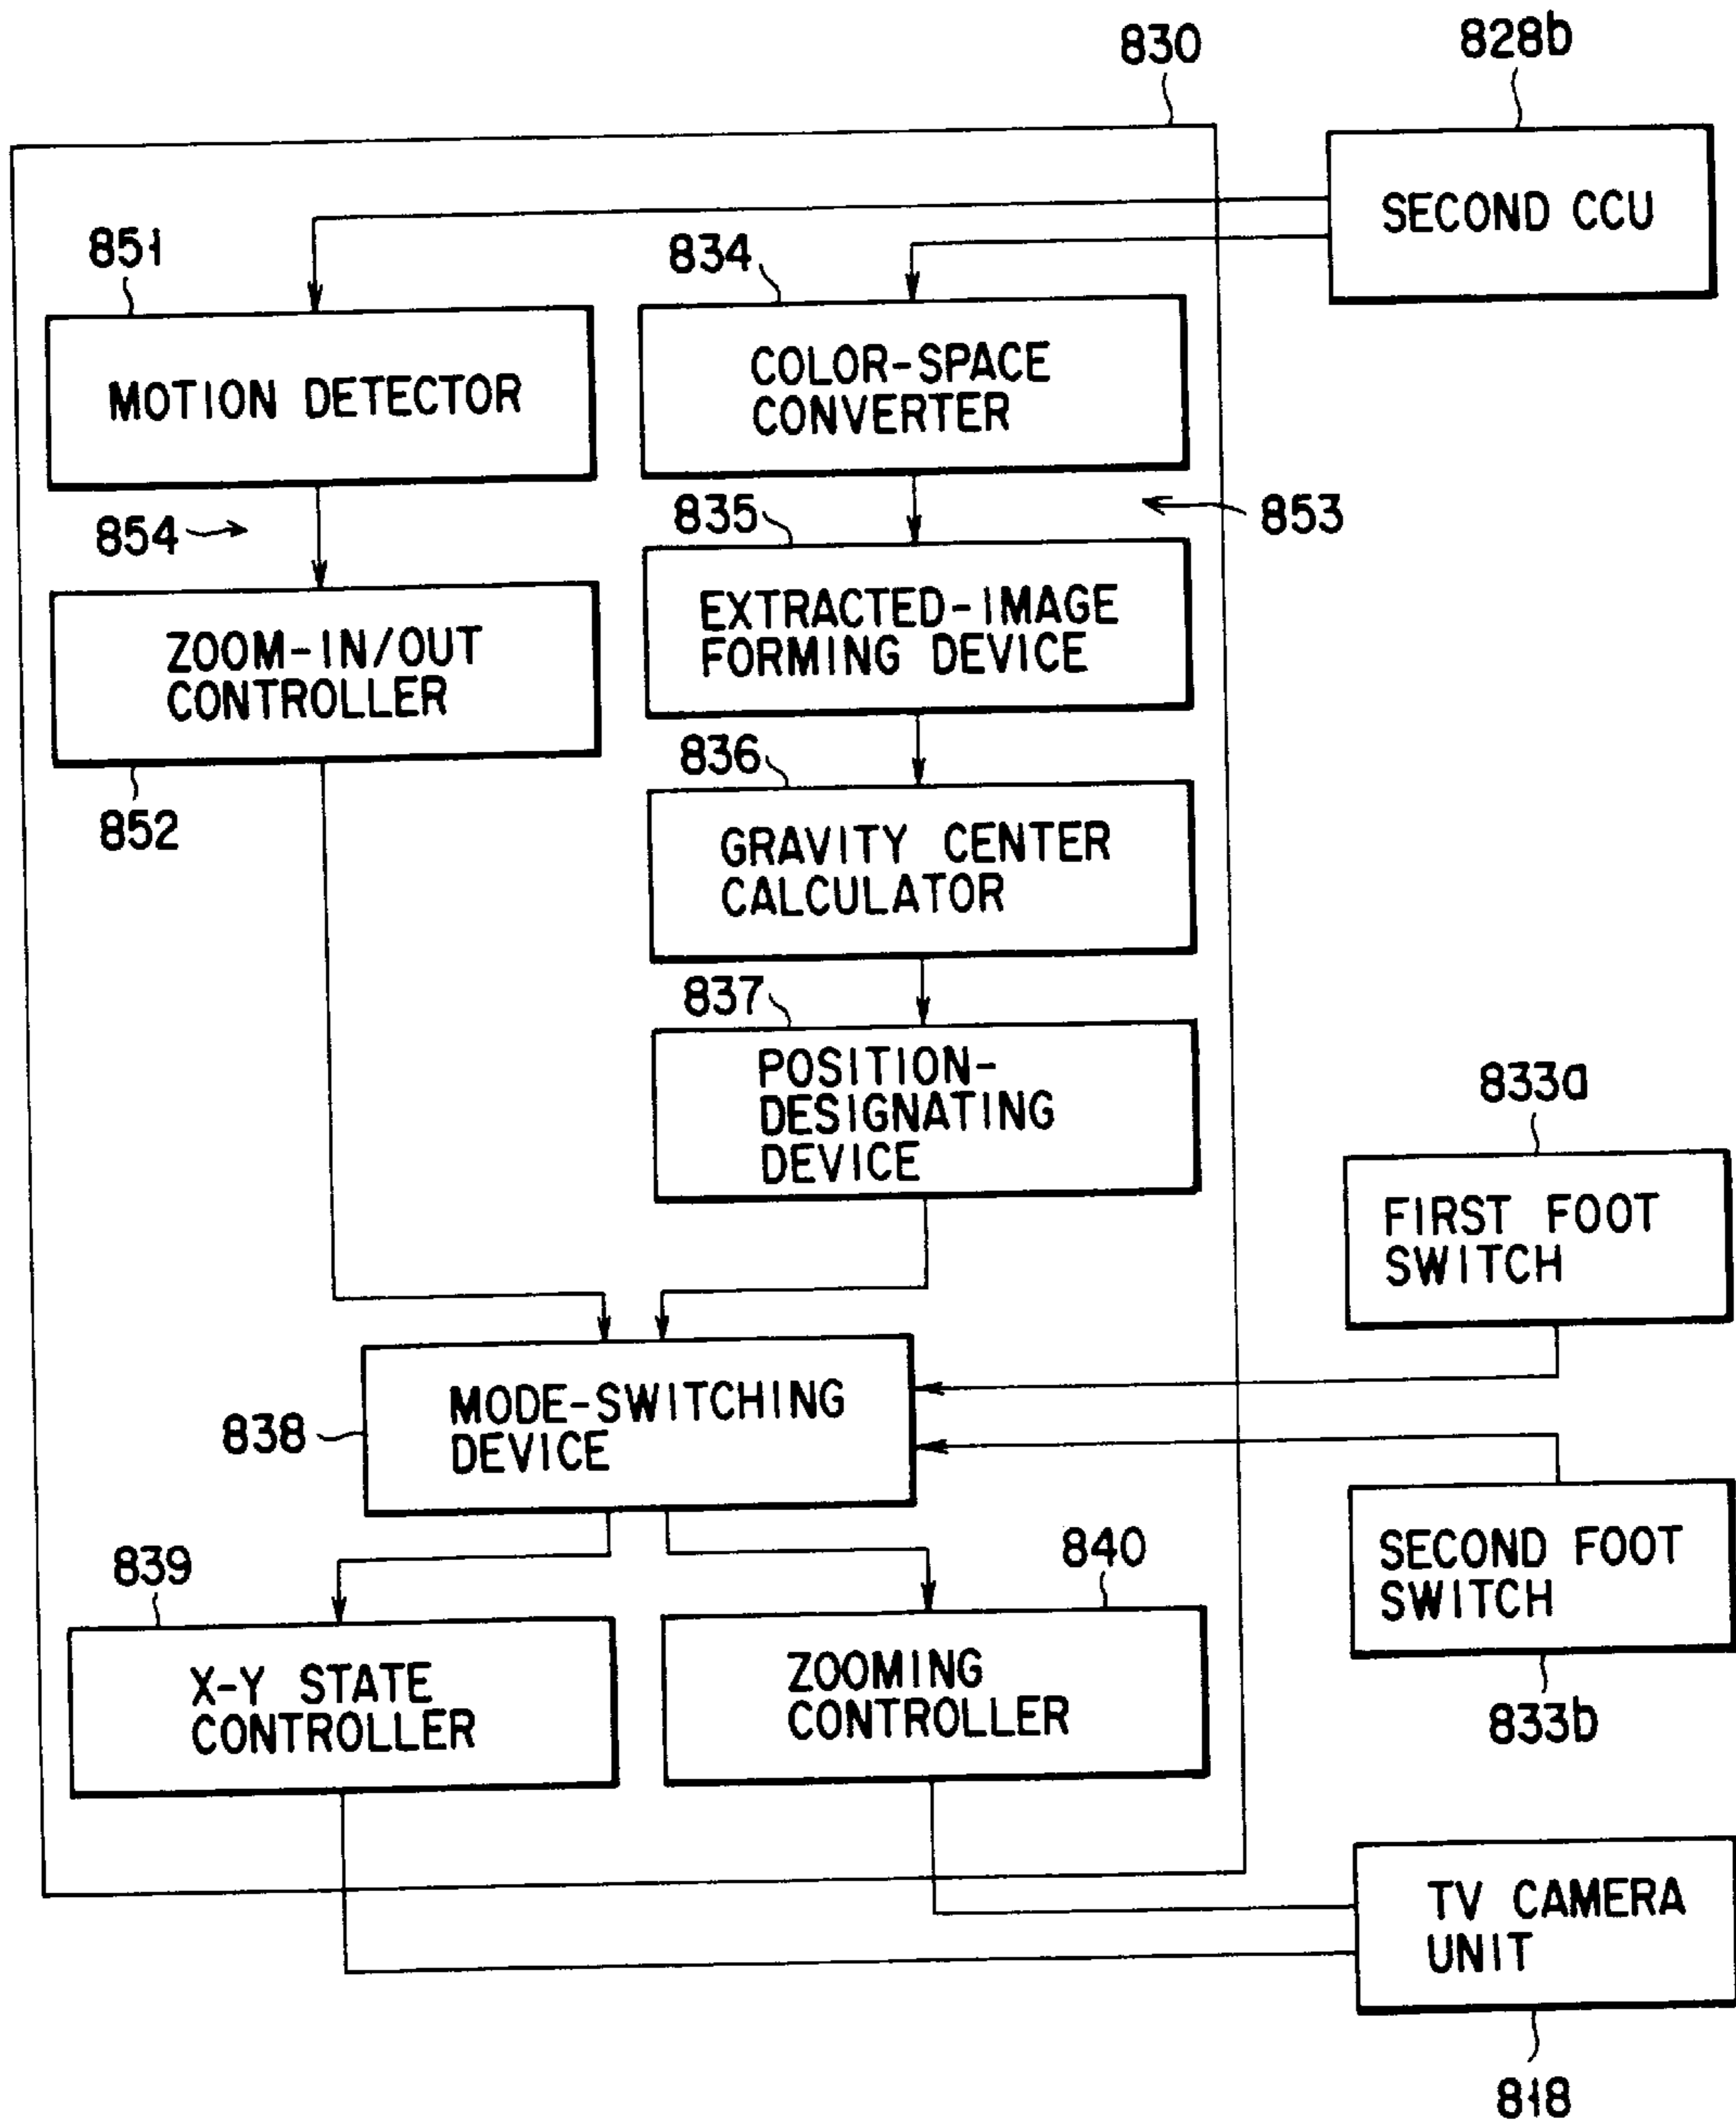 830
828b
SECOND CCU
851
834
MOTION DETECTOR
COLOR-SPACE
CONVERTER
854
835
853
ZOOM-IN/OUT
CONTROLLER
EXTRACTED-IMAGE
FORMING DEVICE
852
836
GRAVITY CENTER
CALCULATOR
837
POSITION-
DESIGNATING
DEVICE
833a
FIRST FOOT
SWITCH
838
MODE-SWITCHING
DEVICE
839
840
SECOND FOOT
SWITCH
833b
X-Y STATE
CONTROLLER
ZOOMING
CONTROLLER
TV CAMERA
UNIT
818